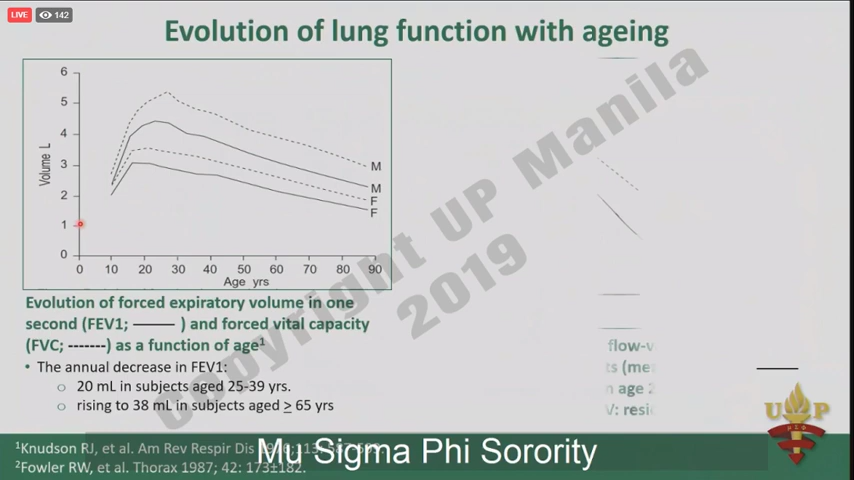 LIVE 142
Evolution of lung function with ageing
6
5
4
3
2
1
0
Volume L
M
M
F
F
0 10 20 30 40 50 60 70 80 90
Age yrs
Evolution of forced expiratory volume in one
second (FEV1; ——— ) and forced vital capacity
(FVC; -------) as a function of age¹
• The annual decrease in FEV1:
o 20 mL in subjects aged 25-39 yrs.
o rising to 38 mL in subjects aged > 65 yrs
flow-v
ts (me
n age 2
V: resi
Copyright UP Manila
2019
UP
¹Knudson RJ, et al. Am Rev Respir Dis
²Fowler RW, et al. Thorax 1987; 42: 173±182.
Mu Sigma Phi Sorority